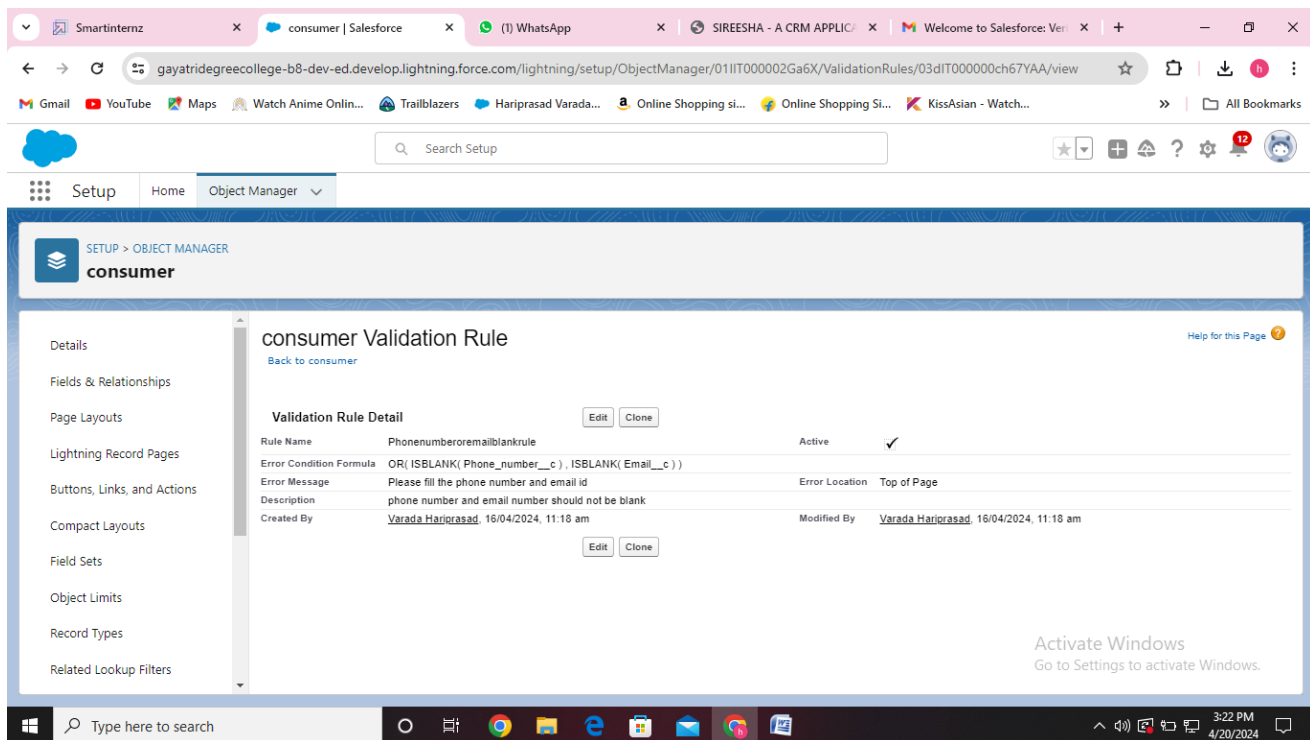 Smartinternz
consumer | Salesforce
(1) WhatsApp
SIREESHA - A CRM APPLICA
Welcome to Salesforce: Veri
gayatridegreecollege-b8-dev-ed.develop.lightning.force.com/lightning/setup/ObjectManager/01IIT000002Ga6X/ValidationRules/03dIT000000ch67YAA/view
h
Gmail
YouTube
Maps
Watch Anime Onlin...
Trailblazers
Hariprasad Varada...
Online Shopping si...
Online Shopping Si...
KissAsian - Watch...
»
All Bookmarks
Search Setup
12
Setup
Home
Object Manager
SETUP > OBJECT MANAGER
consumer
Details
Fields & Relationships
Page Layouts
Lightning Record Pages
Buttons, Links, and Actions
Compact Layouts
Field Sets
Object Limits
Record Types
Related Lookup Filters
consumer Validation Rule
Back to consumer
Help for this Page
Validation Rule Detail
Edit Clone
Rule Name Phonenumberoremailblankrule Active ✓
Error Condition Formula OR( ISBLANK( Phone_number__c ) , ISBLANK( Email__c ) )
Error Message Please fill the phone number and email id Error Location Top of Page
Description phone number and email number should not be blank
Created By Varada Hariprasad, 16/04/2024, 11:18 am Modified By Varada Hariprasad, 16/04/2024, 11:18 am
Edit Clone
Activate Windows
Go to Settings to activate Windows.
Type here to search
3:22 PM
4/20/2024